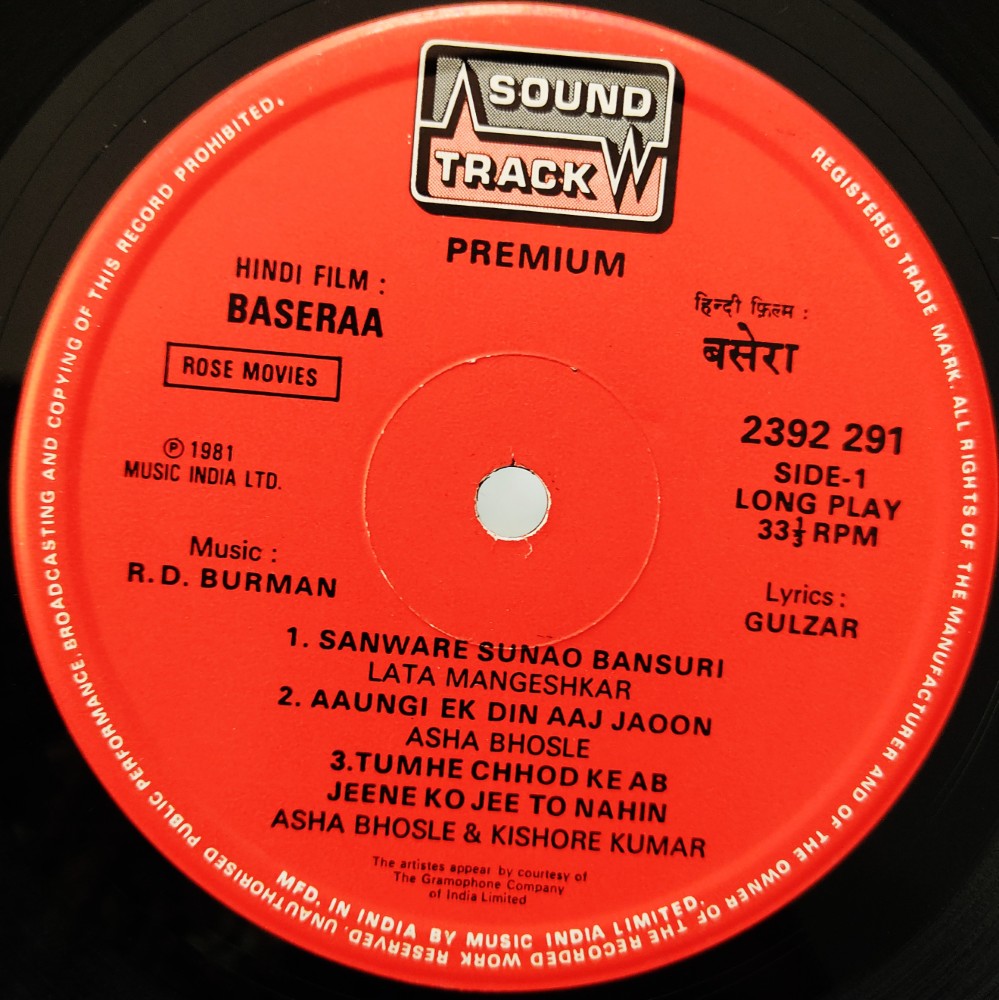 SOUND
TRACK
PREMIUM
HINDI FILM :
BASERAA
ROSE MOVIES
℗ 1981
MUSIC INDIA LTD.
Music :
R.D. BURMAN
हिन्दी फ़िल्म :
बसेरा
2392 291
SIDE-1
LONG PLAY
33⅓ RPM
Lyrics :
GULZAR
1. SANWARE SUNAO BANSURI
LATA MANGESHKAR
2. AAUNGI EK DIN AAJ JAOON
ASHA BHOSLE
3.TUMHE CHHOD KE AB
JEENE KO JEE TO NAHIN
ASHA BHOSLE & KISHORE KUMAR
The artistes appear by courtesy of
The Gramophone Company
of India Limited
MFD. IN INDIA BY MUSIC INDIA LIMITED.
REGISTERED TRADE MARK. ALL RIGHTS OF THE MANUFACTURER AND OF THE OWNER OF THE RECORDED WORK RESERVED. UNAUTHORISED PUBLIC PERFORMANCE, BROADCASTING AND COPYING OF THIS RECORD PROHIBITED.